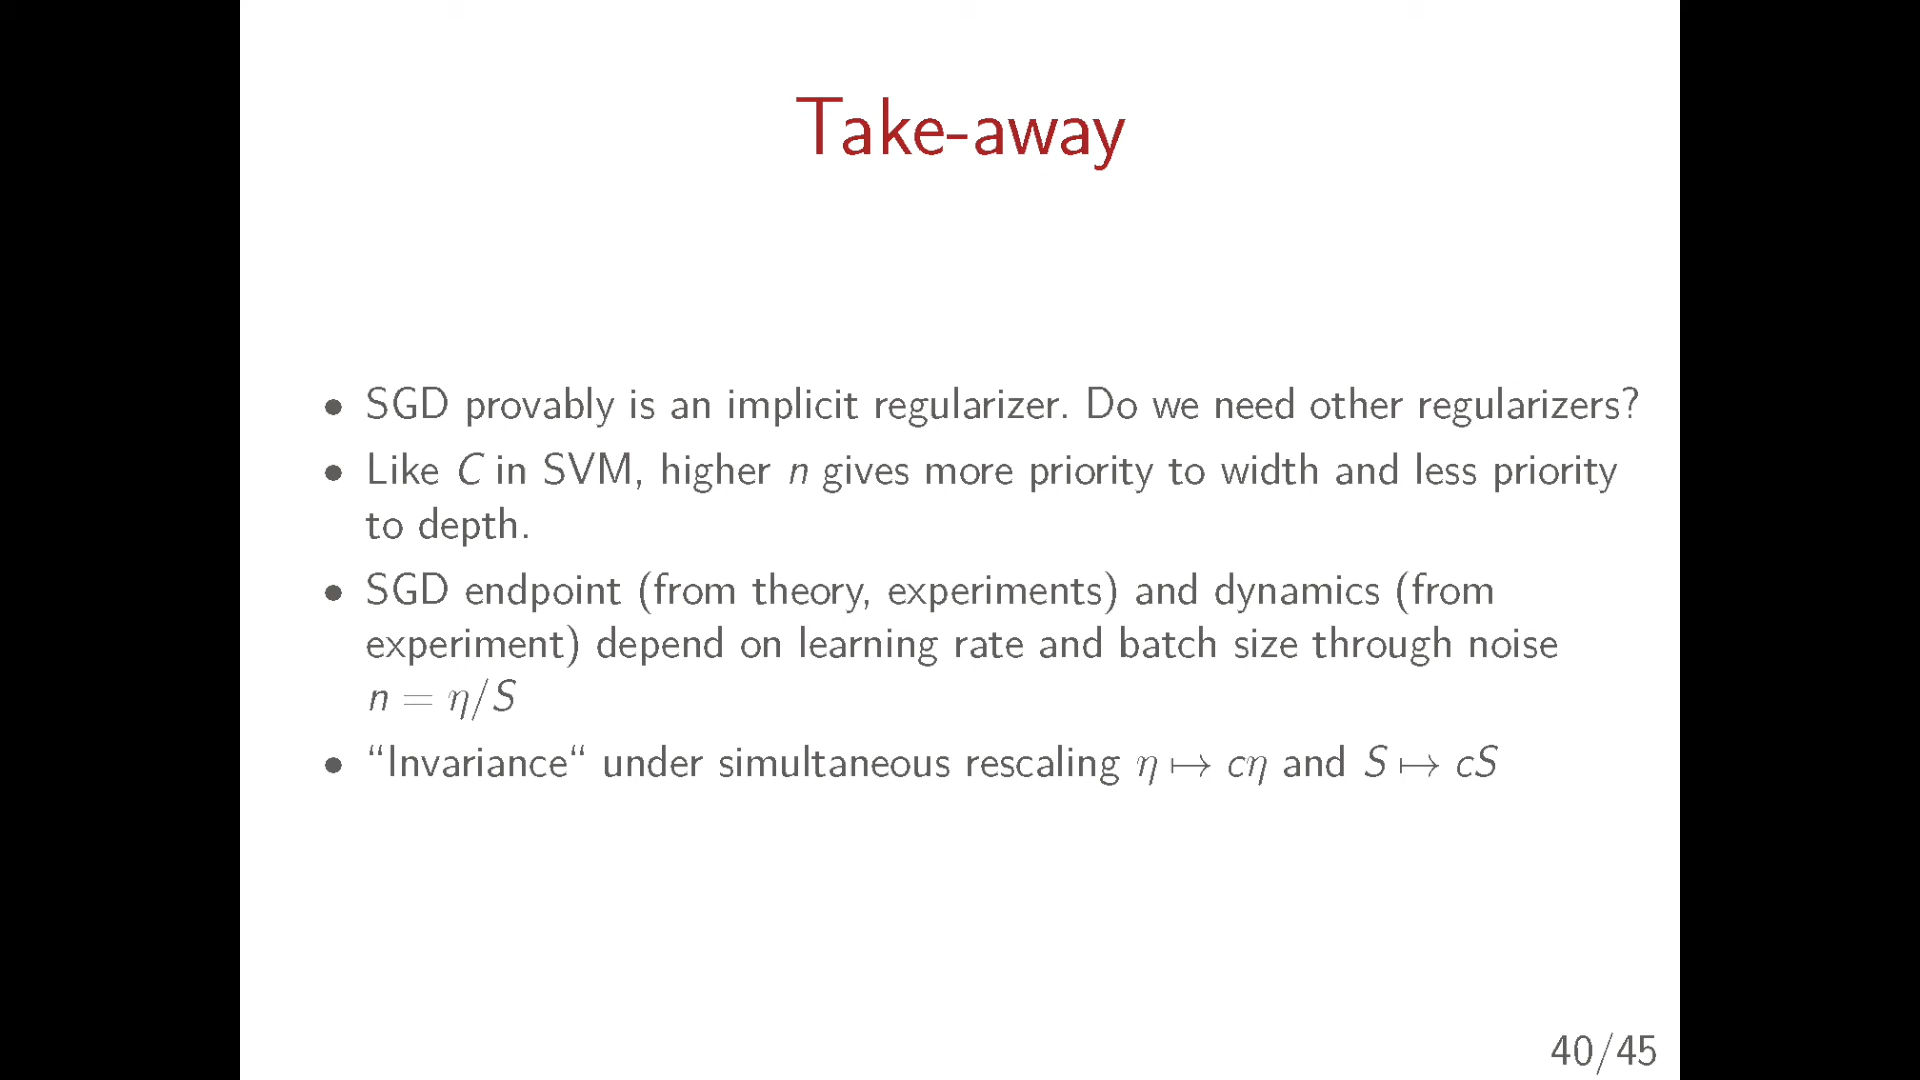 Take-away
• SGD provably is an implicit regularizer. Do we need other regularizers?
• Like C in SVM, higher n gives more priority to width and less priority
to depth.
• SGD endpoint (from theory, experiments) and dynamics (from
experiment) depend on learning rate and batch size through noise
n = η/S
• “Invariance“ under simultaneous rescaling η ↦ cη and S ↦ cS
40/45